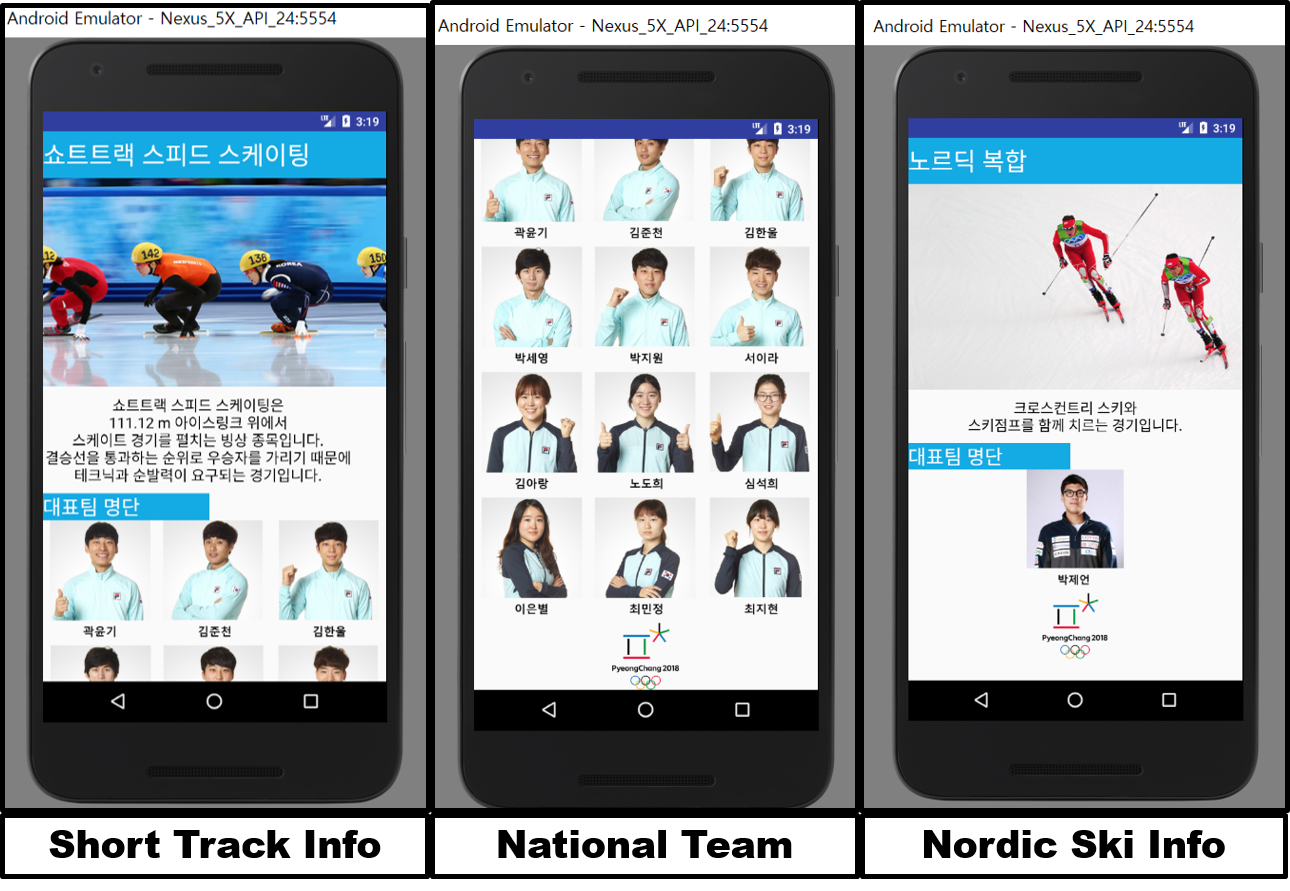 Android Emulator - Nexus_5X_API_24:5554
LTE 3:19
쇼트트랙 스피드 스케이팅
142
136
KOREA
150
쇼트트랙 스피드 스케이팅은
111.12 m 아이스링크 위에서
스케이트 경기를 펼치는 빙상 종목입니다.
결승선을 통과하는 순위로 우승자를 가리기 때문에
테크닉과 순발력이 요구되는 경기입니다.
대표팀 명단
곽윤기 김준천 김한울
Short Track Info
Android Emulator - Nexus_5X_API_24:5554
LTE 3:19
곽윤기 김준천 김한울
박세영 박지원 서이라
김아랑 노도희 심석희
이은별 최민정 최지현
PyeongChang 2018
National Team
Android Emulator - Nexus_5X_API_24:5554
LTE 3:19
노르딕 복합
크로스컨트리 스키와
스키점프를 함께 치르는 경기입니다.
대표팀 명단
박제언
PyeongChang 2018
Nordic Ski Info